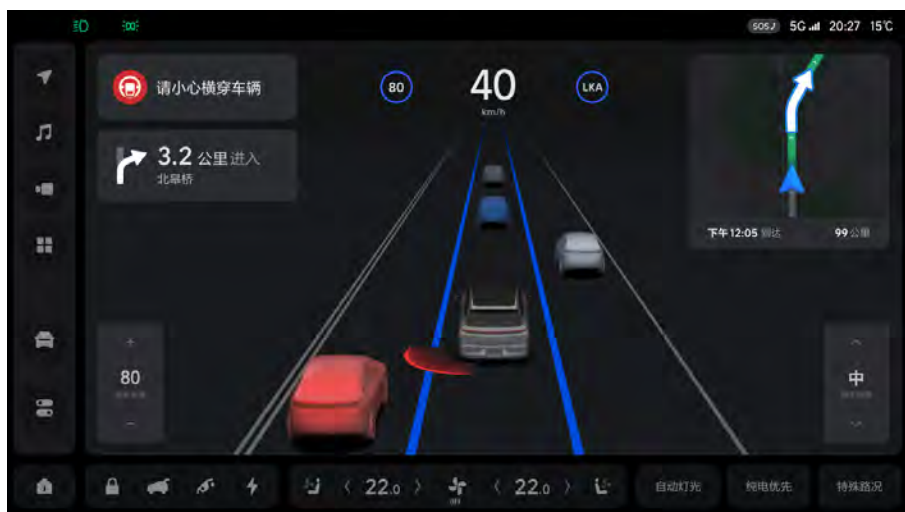 SOS 5G 20:27 15℃
请小心横穿车辆
80
40
km/h
LKA
3.2 公里进入
北皋桥
下午12:05 到达 99公里
+
80
-
中
22.0
22.0
自动灯光
纯电优先
特殊路况